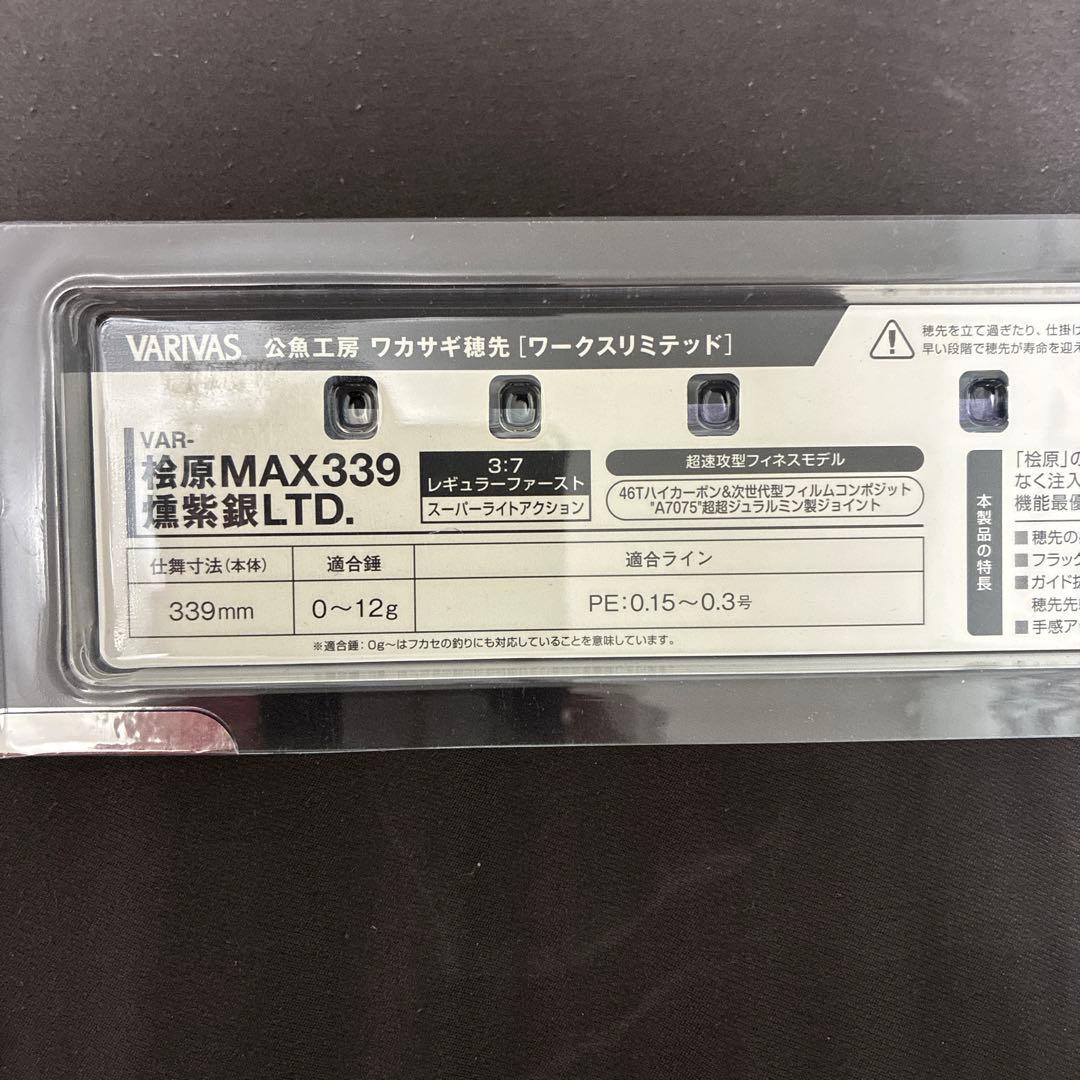 VARIVAS 公魚工房 ワカサギ穂先［ワークスリミテッド］
穂先を立て過ぎたり、仕掛け
早い段階で穂先が寿命を迎え
VAR-
桧原MAX339
燻紫銀LTD.
3:7
レギュラーファースト
スーパーライトアクション
超速攻型フィネスモデル
46Tハイカーボン&次世代型フィルムコンポジット
"A7075"超超ジュラルミン製ジョイント
仕舞寸法(本体) 適合錘 適合ライン
339mm 0〜12g PE:0.15〜0.3号
※適合錘:0g〜はフカセの釣りにも対応していることを意味しています。
本製品の特長
「桧原」の
なく注入
機能最優
■穂先の
■フラッ
■ガイド
穂先先
■手感ア